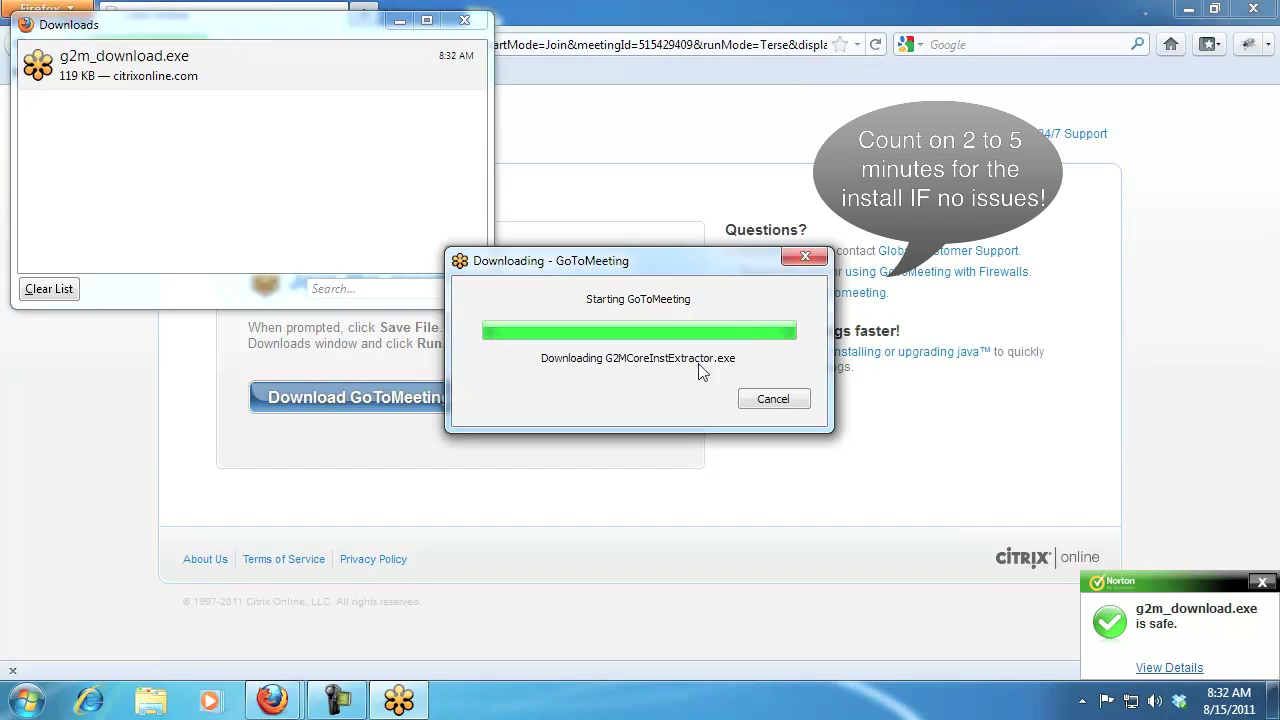 Firefox
Downloads
g2m_download.exe
8:32 AM
119 KB — citrixonline.com
Clear List
Search...
artMode=Join&meetingId=515429409&runMode=Terse&displa
Google
24/7 Support
Count on 2 to 5
minutes for the
install IF no issues!
Questions?
contact Global Customer Support.
or using GoToMeeting with Firewalls.
omeeting.
gs faster!
nstalling or upgrading java™ to quickly
gs.
When prompted, click Save File.
Downloads window and click Run
Download GoToMeeting
Downloading - GoToMeeting
Starting GoToMeeting
Downloading G2MCoreInstExtractor.exe
Cancel
About Us
Terms of Service
Privacy Policy
CITRIX online
© 1997-2011 Citrix Online, LLC. All rights reserved.
Norton
g2m_download.exe
is safe.
View Details
8:32 AM
8/15/2011